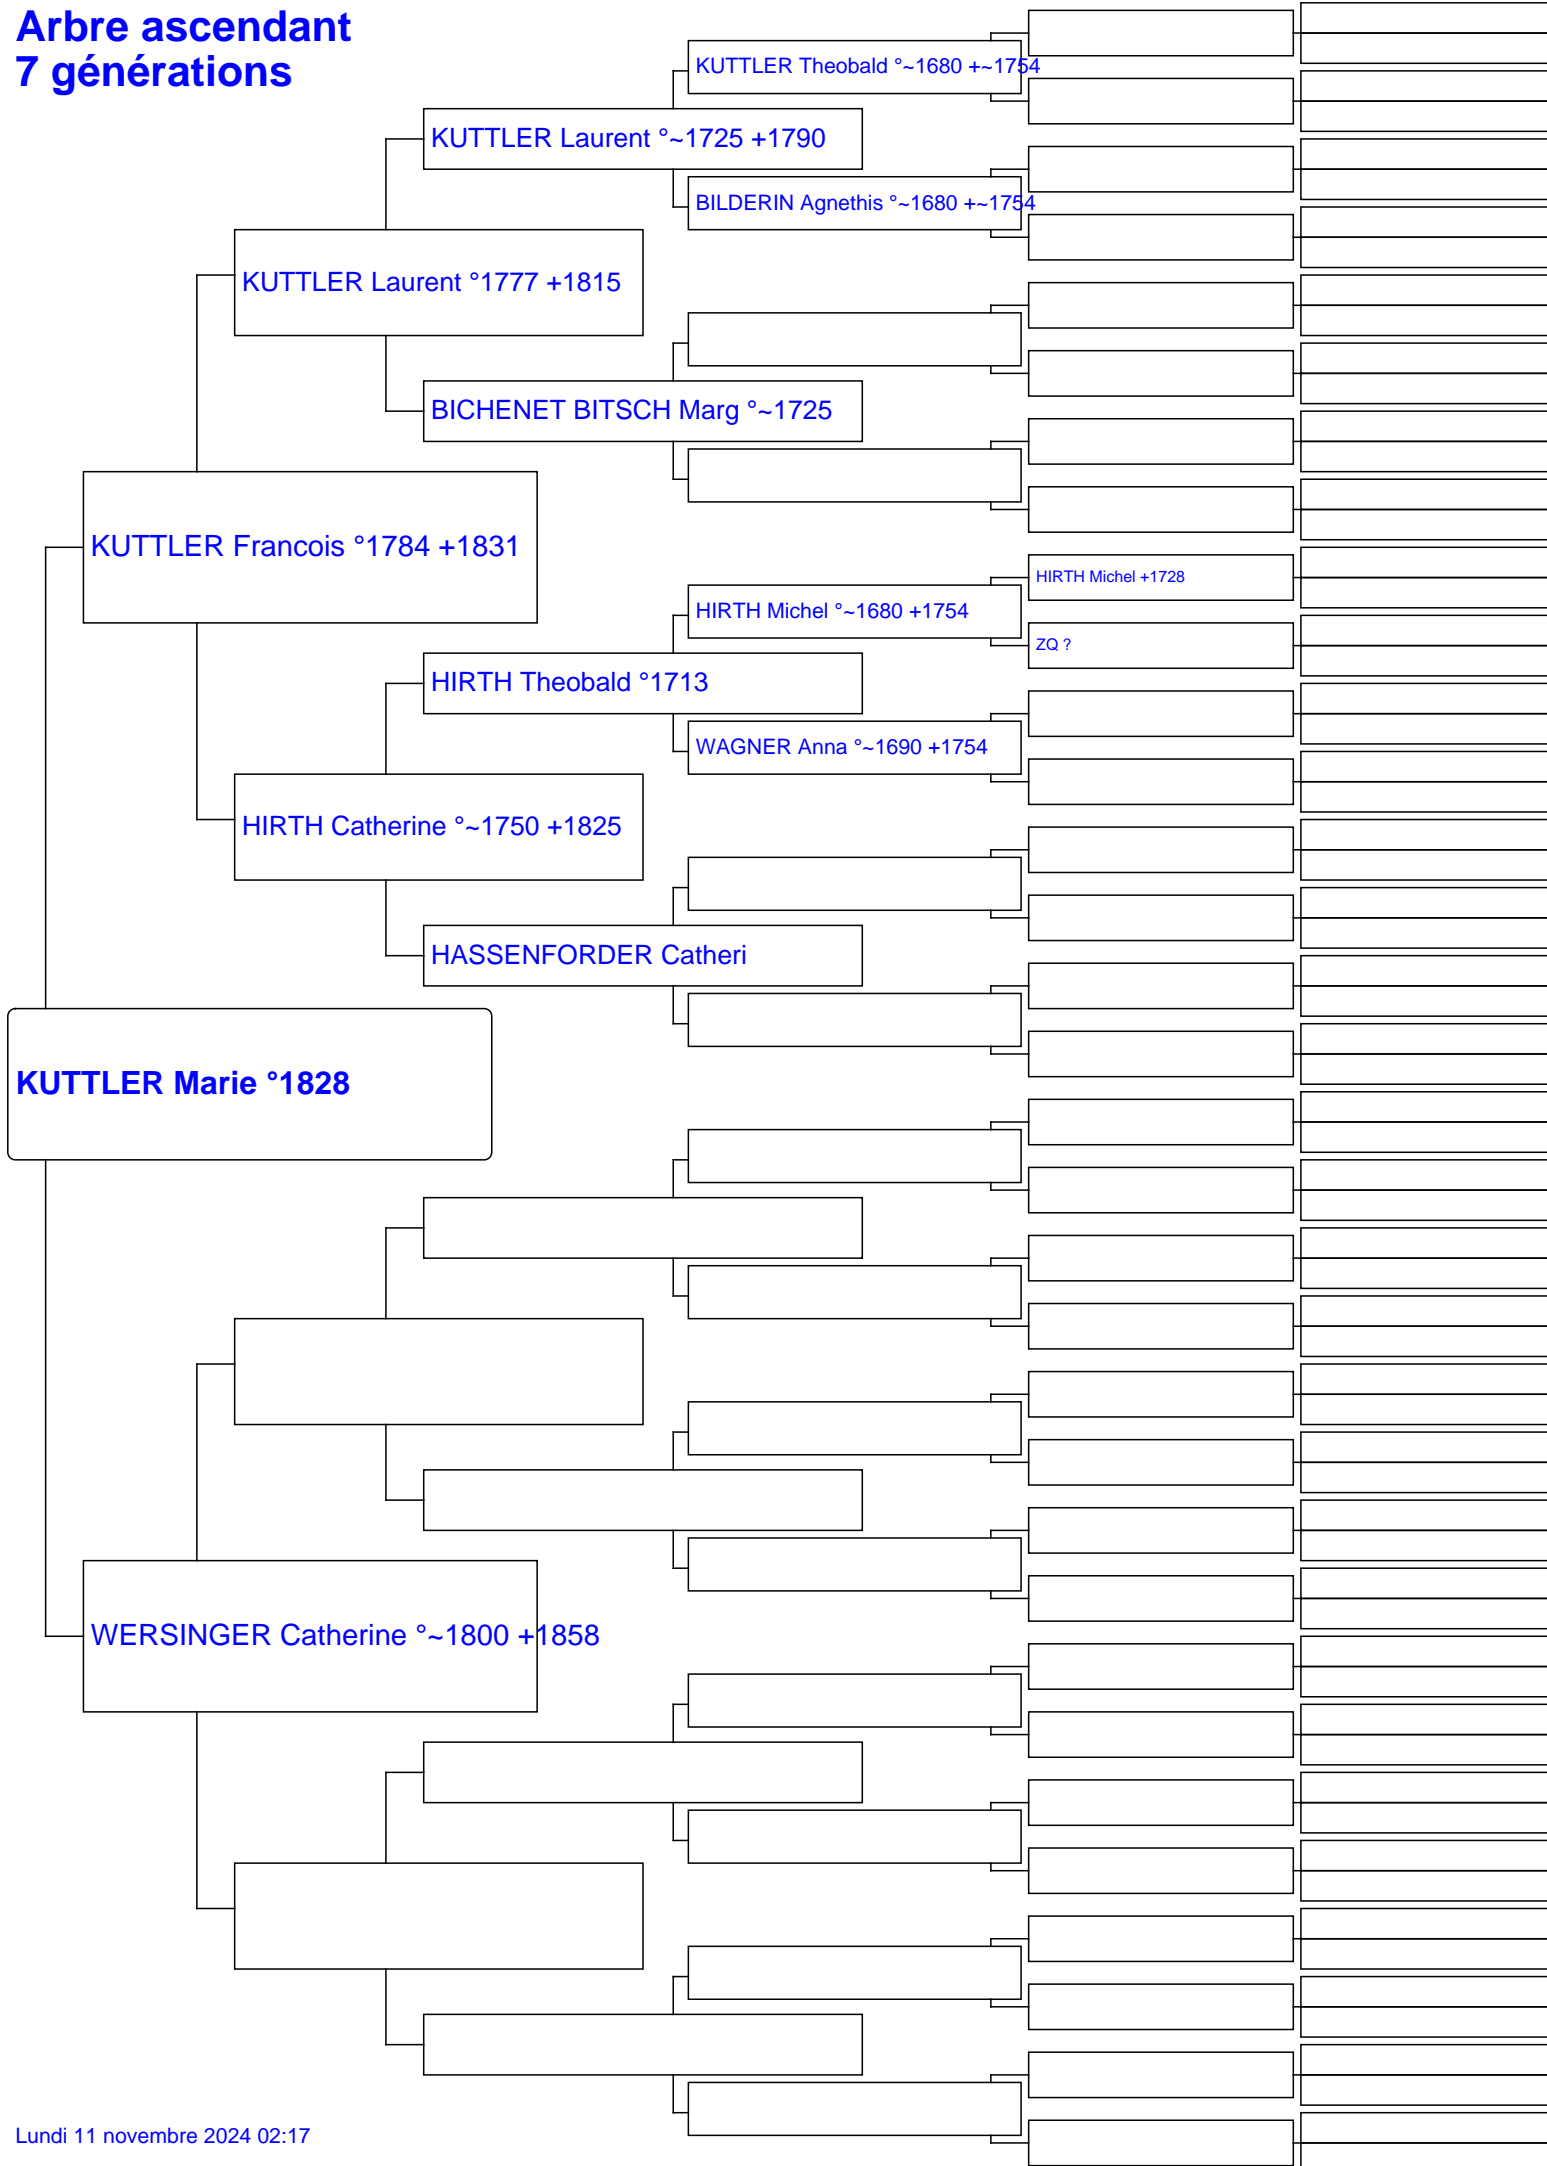 Arbre ascendant
7 générations
KUTTLER Theobald °~1680 +~1754
KUTTLER Laurent °~1725 +1790
BILDERIN Agnethis °~1680 +~1754
KUTTLER Laurent °1777 +1815
BICHENET BITSCH Marg °~1725
KUTTLER Francois °1784 +1831
HIRTH Michel +1728
HIRTH Michel °~1680 +1754
ZQ ?
HIRTH Theobald °1713
WAGNER Anna °~1690 +1754
HIRTH Catherine °~1750 +1825
HASSENFORDER Catheri
KUTTLER Marie °1828
WERSINGER Catherine °~1800 +1858
Lundi 11 novembre 2024 02:17